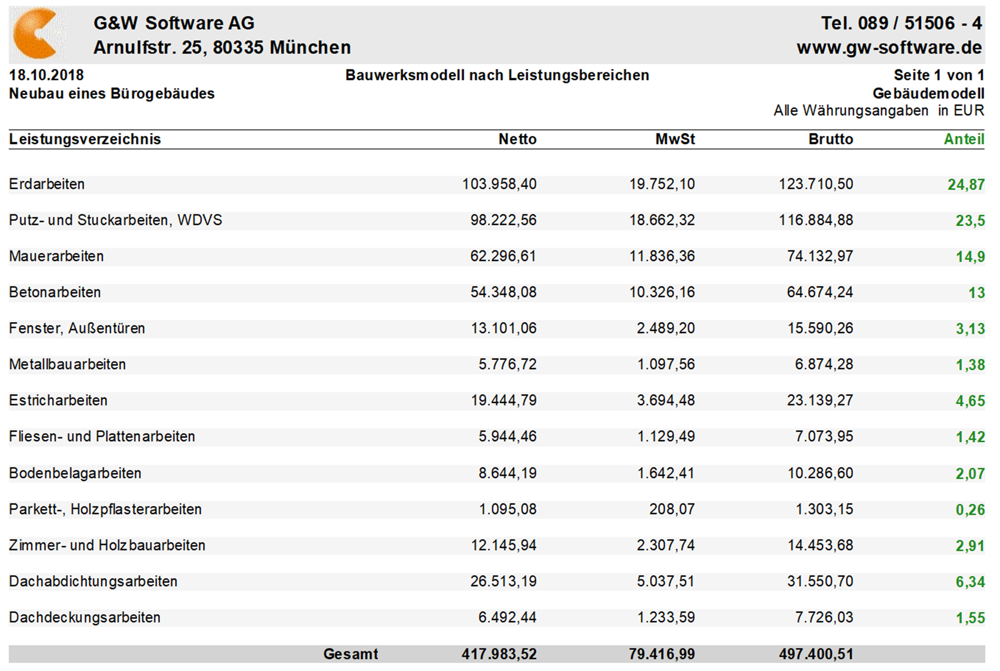 G&W Software AG Tel. 089 / 51506 - 4
Arnulfstr. 25, 80335 München www.gw-software.de
18.10.2018 Bauwerksmodell nach Leistungsbereichen Seite 1 von 1
Neubau eines Bürogebäudes Gebäudemodell
Alle Währungsangaben in EUR
Leistungsverzeichnis Netto MwSt Brutto Anteil
Erdarbeiten 103.958,40 19.752,10 123.710,50 24,87
Putz- und Stuckarbeiten, WDVS 98.222,56 18.662,32 116.884,88 23,5
Mauerarbeiten 62.296,61 11.836,36 74.132,97 14,9
Betonarbeiten 54.348,08 10.326,16 64.674,24 13
Fenster, Außentüren 13.101,06 2.489,20 15.590,26 3,13
Metallbauarbeiten 5.776,72 1.097,56 6.874,28 1,38
Estricharbeiten 19.444,79 3.694,48 23.139,27 4,65
Fliesen- und Plattenarbeiten 5.944,46 1.129,49 7.073,95 1,42
Bodenbelagarbeiten 8.644,19 1.642,41 10.286,60 2,07
Parkett-, Holzpflasterarbeiten 1.095,08 208,07 1.303,15 0,26
Zimmer- und Holzbauarbeiten 12.145,94 2.307,74 14.453,68 2,91
Dachabdichtungsarbeiten 26.513,19 5.037,51 31.550,70 6,34
Dachdeckungsarbeiten 6.492,44 1.233,59 7.726,03 1,55
Gesamt 417.983,52 79.416,99 497.400,51